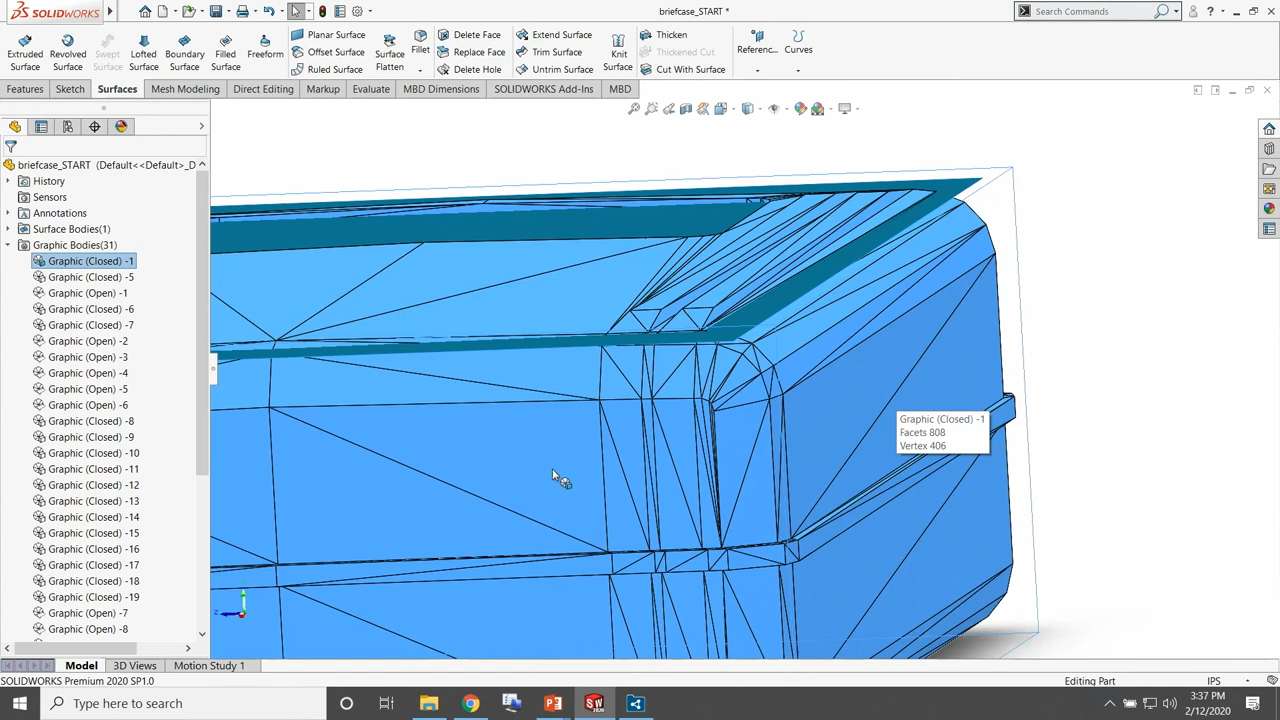 SOLIDWORKS
briefcase_START *
Search Commands
Extruded Surface
Revolved Surface
Swept Surface
Lofted Surface
Boundary Surface
Filled Surface
Freeform
Planar Surface
Offset Surface
Ruled Surface
Surface Flatten
Fillet
Delete Face
Replace Face
Delete Hole
Extend Surface
Trim Surface
Untrim Surface
Knit Surface
Thicken
Thickened Cut
Cut With Surface
Referenc...
Curves
Features Sketch Surfaces Mesh Modeling Direct Editing Markup Evaluate MBD Dimensions SOLIDWORKS Add-Ins MBD
briefcase_START (Default<<Default>_D
History
Sensors
Annotations
Surface Bodies(1)
Graphic Bodies(31)
Graphic (Closed) -1
Graphic (Closed) -5
Graphic (Open) -1
Graphic (Closed) -6
Graphic (Closed) -7
Graphic (Open) -2
Graphic (Open) -3
Graphic (Open) -4
Graphic (Open) -5
Graphic (Open) -6
Graphic (Closed) -8
Graphic (Closed) -9
Graphic (Closed) -10
Graphic (Closed) -11
Graphic (Closed) -12
Graphic (Closed) -13
Graphic (Closed) -14
Graphic (Closed) -15
Graphic (Closed) -16
Graphic (Closed) -17
Graphic (Closed) -18
Graphic (Closed) -19
Graphic (Open) -7
Graphic (Open) -8
Graphic (Closed) -1
Facets 808
Vertex 406
Z
Model 3D Views Motion Study 1
SOLIDWORKS Premium 2020 SP1.0
Editing Part
IPS
Type here to search
3:37 PM
2/12/2020